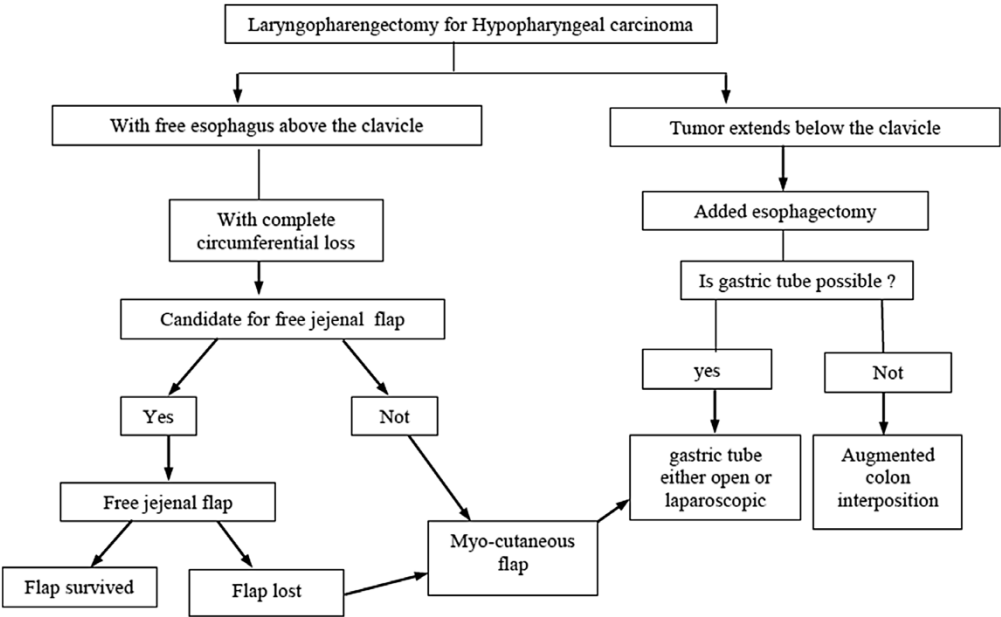 Laryngopharengectomy for Hypopharyngeal carcinoma
With free esophagus above the clavicle
Tumor extends below the clavicle
With complete
circumferential loss
Added esophagectomy
Is gastric tube possible ?
Candidate for free jejenal flap
yes
Not
Yes
Not
gastric tube
either open or
laparoscopic
Augmented
colon
interposition
Free jejenal flap
Myo-cutaneous
flap
Flap survived
Flap lost